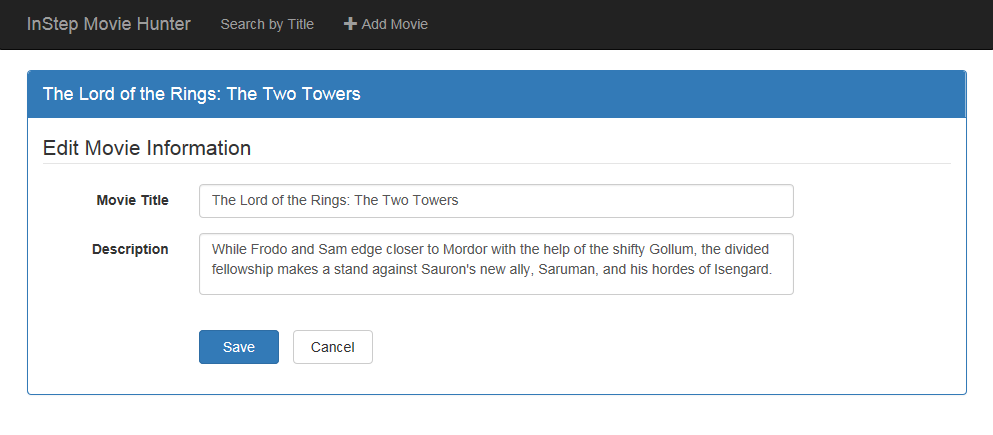 InStep Movie Hunter Search by Title Add Movie
The Lord of the Rings: The Two Towers
Edit Movie Information
Movie Title The Lord of the Rings: The Two Towers
Description While Frodo and Sam edge closer to Mordor with the help of the shifty Gollum, the divided
fellowship makes a stand against Sauron's new ally, Saruman, and his hordes of Isengard.
Save Cancel